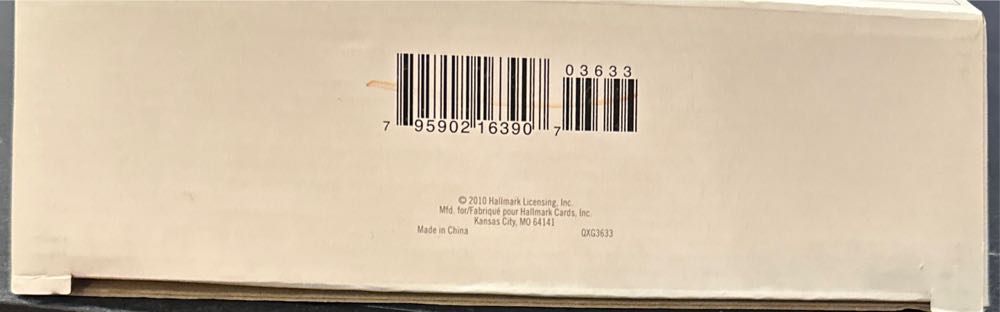 03633
7 95902 16390 7
© 2010 Hallmark Licensing, Inc.
Mfd. for/Fabriqué pour Hallmark Cards, Inc.
Kansas City, MO 64141
Made in China QXG3633